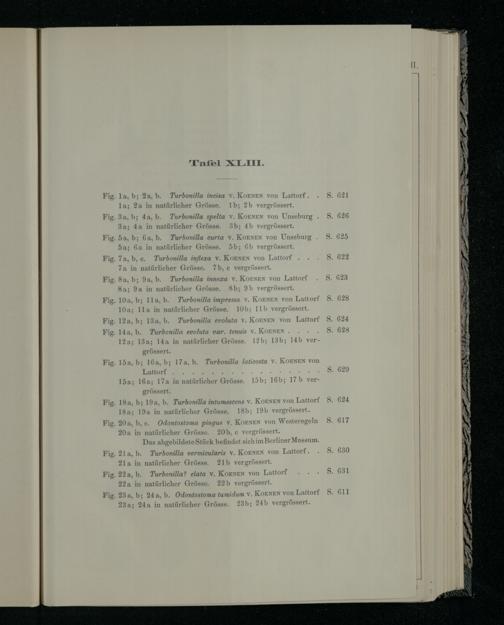 II.
Tafel XLIII.
Fig. 1a, b; 2a, b. Turbonilla incisa v. Koenen von Lattorf. . S. 621
1a; 2a in natürlicher Grösse. 1b; 2b vergrössert.
Fig. 3a, b; 4a, b. Turbonilla spelta v. Koenen von Unseburg . S. 626
3a; 4a in natürlicher Grösse. 3b; 4b vergrössert.
Fig. 5a, b; 6a, b. Turbonilla curta v. Koenen von Unseburg . S. 625
5a; 6a in natürlicher Grösse. 5b; 6b vergrössert.
Fig. 7a, b, c. Turbonilla inflexa v. Koenen von Lattorf . . . S. 622
7a in natürlicher Grösse. 7b, c vergrössert.
Fig. 8a, b; 9a, b. Turbonilla innexa v. Koenen von Lattorf . S. 623
8a; 9a in natürlicher Grösse. 8b; 9b vergrössert.
Fig. 10a, b; 11a, b. Turbonilla impressa v. Koenen von Lattorf S. 628
10a; 11a in natürlicher Grösse. 10b; 11b vergrössert.
Fig. 12a, b; 13a, b. Turbonilla evoluta v. Koenen von Lattorf S. 624
Fig. 14a, b. Turbonilla evoluta var. tenuis v. Koenen . . . . S. 628
12a; 13a; 14a in natürlicher Grösse. 12b; 13b; 14b ver-
grössert.
Fig. 15a, b; 16a, b; 17a, b. Turbonilla laticosta v. Koenen von
Lattorf . . . . . . . . . . . . . . . . S. 629
15a; 16a; 17a in natürlicher Grösse. 15b; 16b; 17b ver-
grössert.
Fig. 18a, b; 19a, b. Turbonilla intumescens v. Koenen von Lattorf S. 624
18a; 19a in natürlicher Grösse. 18b; 19b vergrössert.
Fig. 20a, b, c. Odontostoma pingue v. Koenen von Westeregeln S. 617
20a in natürlicher Grösse. 20b, c vergrössert.
Das abgebildete Stück befindet sich im Berliner Museum.
Fig. 21a, b. Turbonilla vermicularis v. Koenen von Lattorf. . S. 630
21a in natürlicher Grösse. 21b vergrössert.
Fig. 22a, b. Turbonilla? elata v. Koenen von Lattorf . . . S. 631
22a in natürlicher Grösse. 22b vergrössert.
Fig. 23a, b; 24a, b. Odontostoma tumidum v. Koenen von Lattorf S. 611
23a; 24a in natürlicher Grösse. 23b; 24b vergrössert.